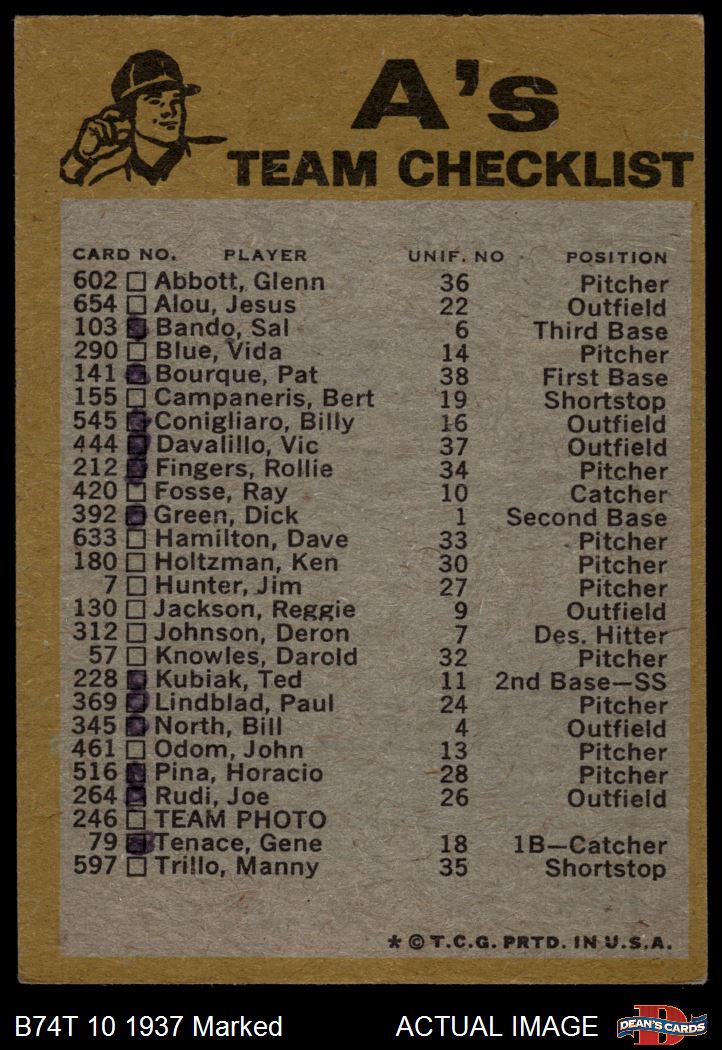 A's
TEAM CHECKLIST
CARD NO. PLAYER UNIF. NO POSITION
602 Abbott, Glenn 36 Pitcher
654 Alou, Jesus 22 Outfield
103 Bando, Sal 6 Third Base
290 Blue, Vida 14 Pitcher
141 Bourque, Pat 38 First Base
155 Campaneris, Bert 19 Shortstop
545 Conigliaro, Billy 16 Outfield
444 Davalillo, Vic 37 Outfield
212 Fingers, Rollie 34 Pitcher
420 Fosse, Ray 10 Catcher
392 Green, Dick 1 Second Base
633 Hamilton, Dave 33 Pitcher
180 Holtzman, Ken 30 Pitcher
7 Hunter, Jim 27 Pitcher
130 Jackson, Reggie 9 Outfield
312 Johnson, Deron 7 Des. Hitter
57 Knowles, Darold 32 Pitcher
228 Kubiak, Ted 11 2nd Base—SS
369 Lindblad, Paul 24 Pitcher
345 North, Bill 4 Outfield
461 Odom, John 13 Pitcher
516 Pina, Horacio 28 Pitcher
264 Rudi, Joe 26 Outfield
246 TEAM PHOTO
79 Tenace, Gene 18 1B—Catcher
597 Trillo, Manny 35 Shortstop
* © T.C.G. PRTD. IN U.S.A.
B74T 10 1937 Marked ACTUAL IMAGE D DEAN'S CARDS